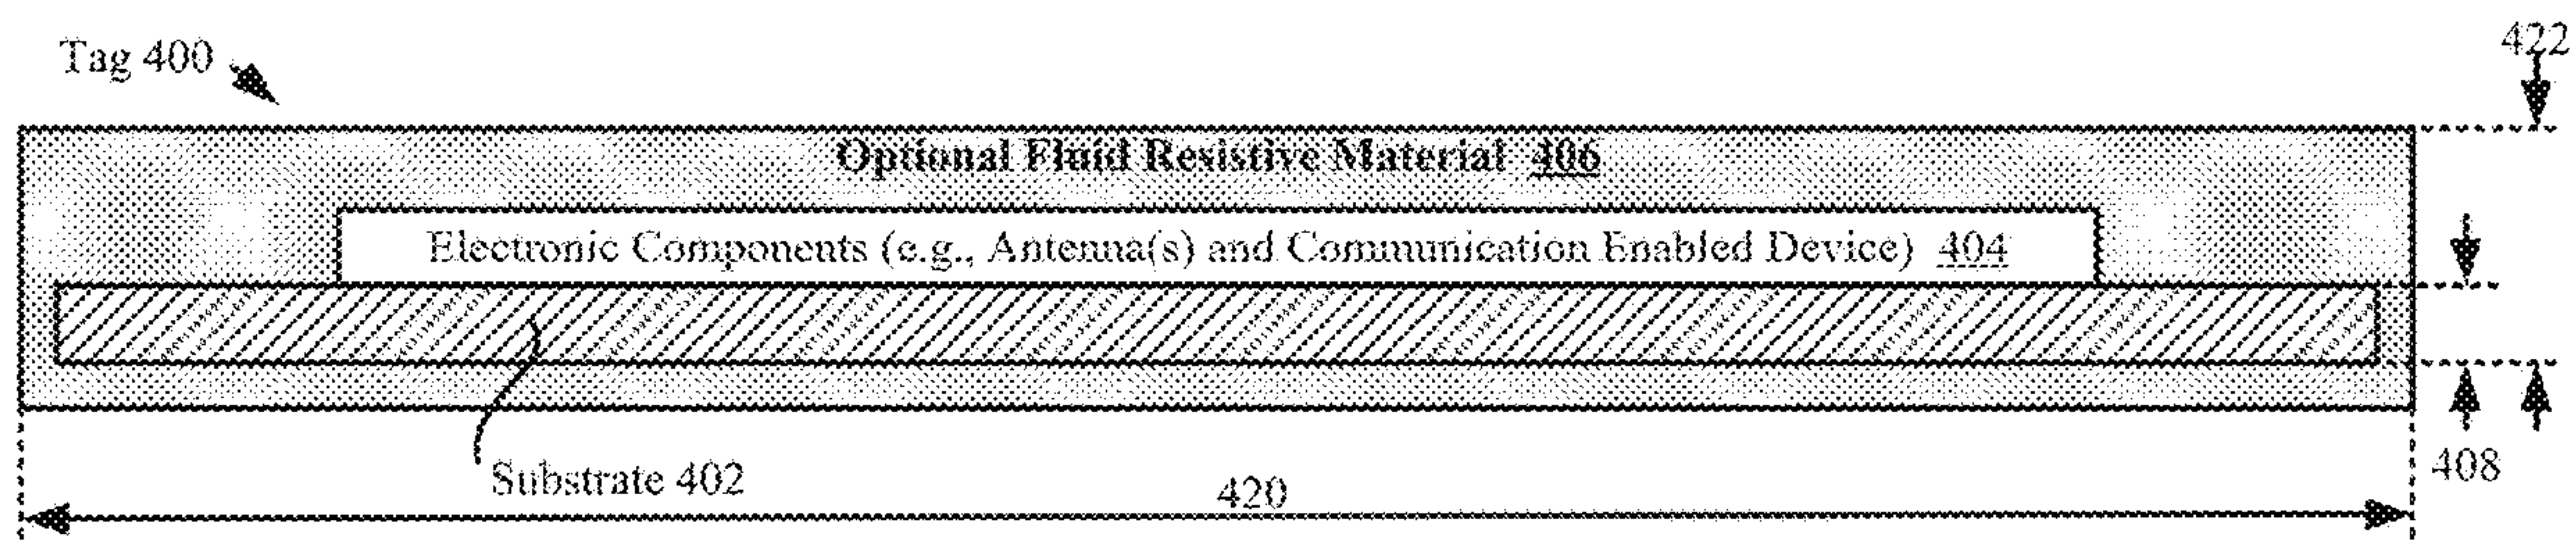 Tag 400
422
Optional Fluid Resistive Material 406
Electronic Components (e.g., Antenna(s) and Communication Enabled Device) 404
Substrate 402
408
420